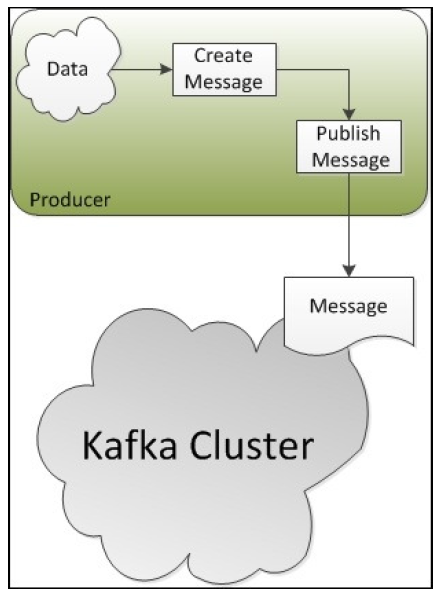 Data
Create
Message
Publish
Message
Producer
Message
Kafka Cluster